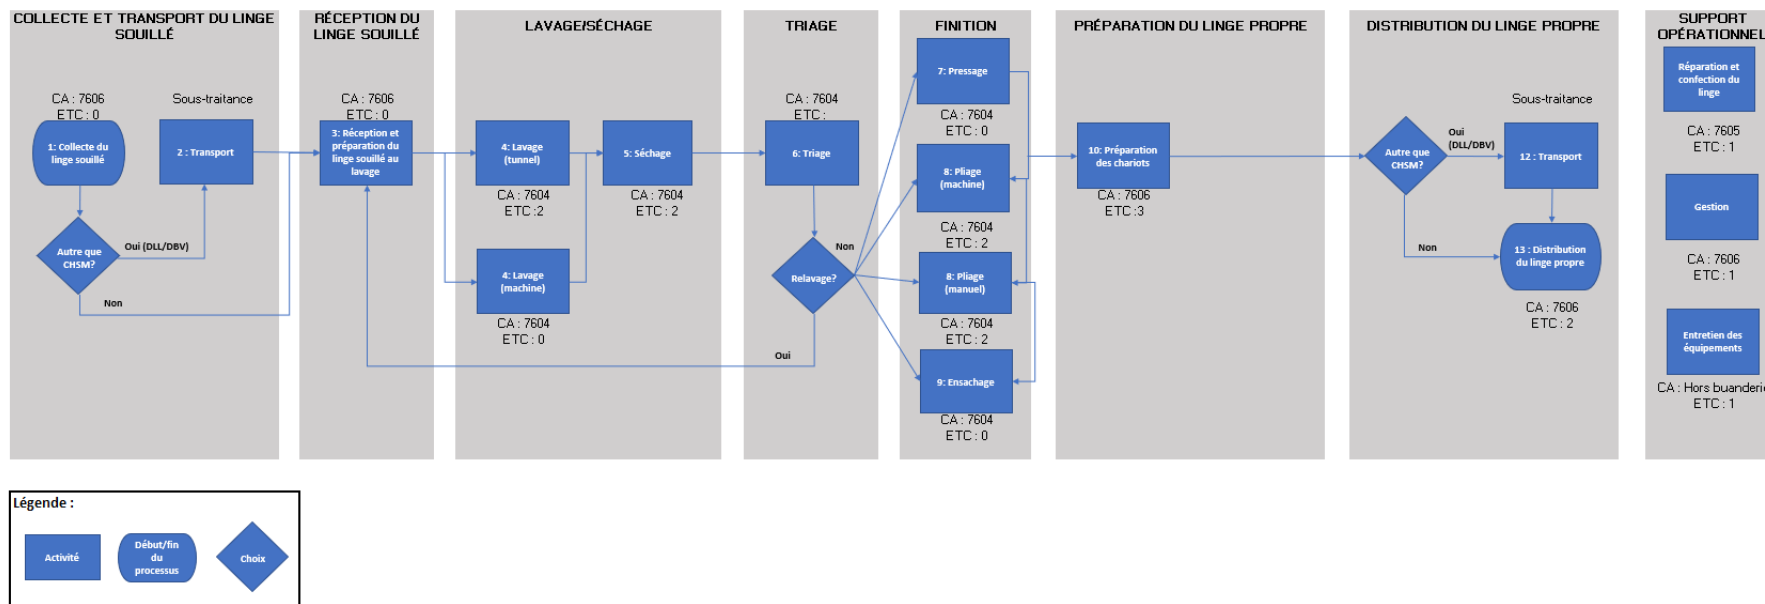 COLLECTE ET TRANSPORT DU LINGE
SOUILLÉ
CA : 7606
ETC : 0
1: Collecte du
linge souillé
Sous-traitance
2 : Transport
Autre que
CHSM?
Oui (DLL/DBV)
Non
RÉCEPTION DU
LINGE SOUILLÉ
CA : 7606
ETC : 0
3: Réception et
préparation du
linge souillé au
lavage
LAVAGE/SÉCHAGE
4: Lavage
(tunnel)
CA : 7604
ETC :2
4: Lavage
(machine)
CA : 7604
ETC : 0
5: Séchage
CA : 7604
ETC : 2
TRIAGE
CA : 7604
ETC :
6: Triage
Relavage?
Non
Oui
FINITION
7: Pressage
CA : 7604
ETC : 0
8: Pliage
(machine)
CA : 7604
ETC : 2
8: Pliage
(manuel)
CA : 7604
ETC : 2
9: Ensachage
CA : 7604
ETC : 0
PRÉPARATION DU LINGE PROPRE
10: Préparation
des chariots
CA : 7606
ETC :3
DISTRIBUTION DU LINGE PROPRE
Autre que
CHSM?
Oui
(DLL/DBV)
Non
Sous-traitance
12 : Transport
13 : Distribution
du linge propre
CA : 7606
ETC : 2
SUPPORT
OPÉRATIONNEL
Réparation et
confection du
linge
CA : 7605
ETC : 1
Gestion
CA : 7606
ETC : 1
Entretien des
équipements
CA : Hors buanderie
ETC : 1
Légende :
Activité
Début/fin
du
processus
Choix